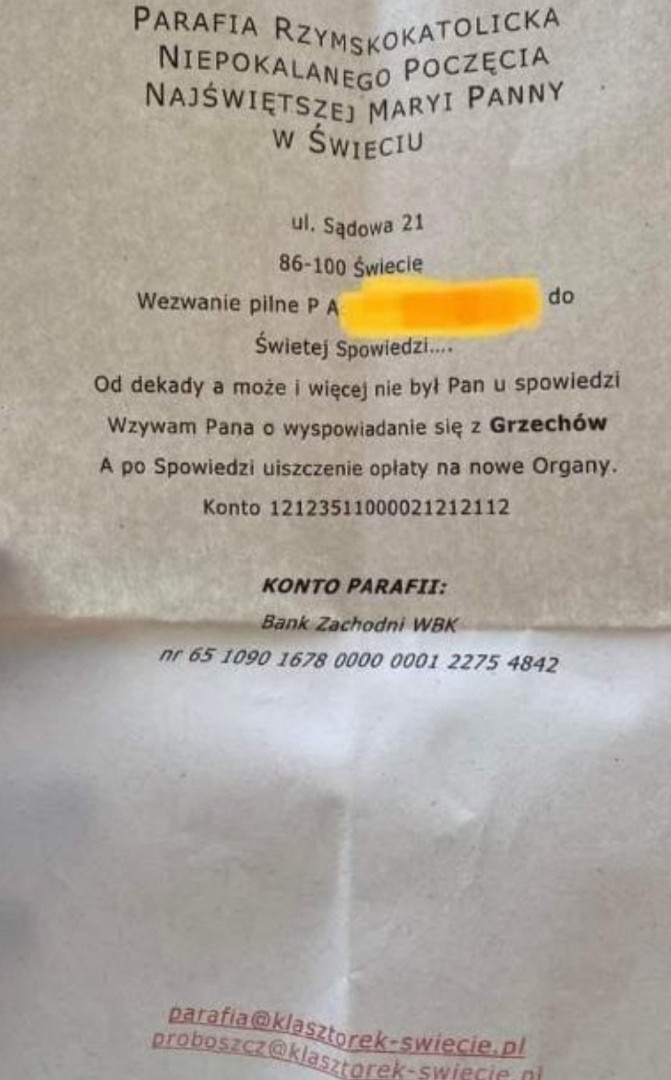 PARAFIA RZYMSKOKATOLICKA
NIEPOKALANEGO POCZĘCIA
NAJŚWIĘTSZEJ MARYI PANNY
W ŚWIECIU
ul. Sądowa 21
86-100 Świecie
Wezwanie pilne P A do
Świetej Spowiedzi....
Od dekady a może i więcej nie był Pan u spowiedzi
Wzywam Pana o wyspowiadanie się z Grzechów
A po Spowiedzi uiszczenie opłaty na nowe Organy.
Konto 12123511000021212112
KONTO PARAFII:
Bank Zachodni WBK
nr 65 1090 1678 0000 0001 2275 4842
parafia@klasztorek-swiecie.pl
proboszcz@klasztorek-swiecie.pl